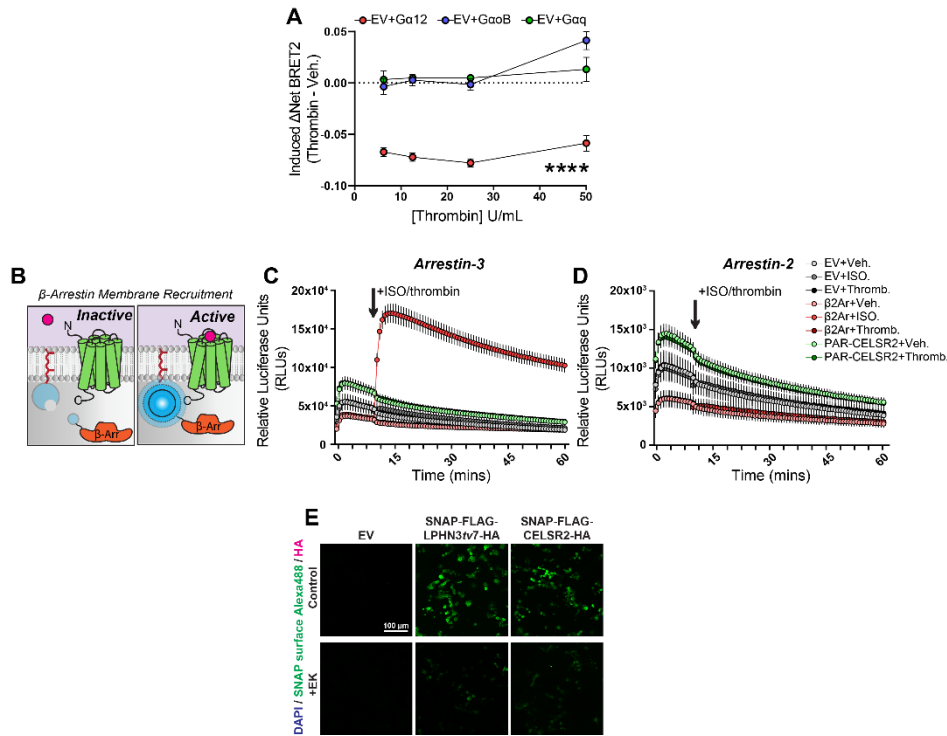 A
EV+Gα12 EV+GαoB EV+Gαq
Induced ΔNet BRET2
(Thrombin - Veh.)
0.05
0.00
-0.05
-0.10
****
0 10 20 30 40 50
[Thrombin] U/mL
B
β-Arrestin Membrane Recruitment
Inactive
Active
N
N
β-Arr
β-Arr
C
Arrestin-3
+ISO/thrombin
Relative Luciferase Units
(RLUs)
20x10⁴
15x10⁴
10x10⁴
5x10⁴
0
0 15 30 45 60
Time (mins)
D
Arrestin-2
+ISO/thrombin
Relative Luciferase Units
(RLUs)
20x10³
15x10³
10x10³
5x10³
0
0 15 30 45 60
Time (mins)
EV+Veh.
EV+ISO.
EV+Thromb.
β2Ar+Veh.
β2Ar+ISO.
β2Ar+Thromb.
PAR-CELSR2+Veh.
PAR-CELSR2+Thromb.
E
EV
SNAP-FLAG-
LPHN3tv7-HA
SNAP-FLAG-
CELSR2-HA
DAPI / SNAP surface Alexa488 / HA
Control
100 µm
+EK